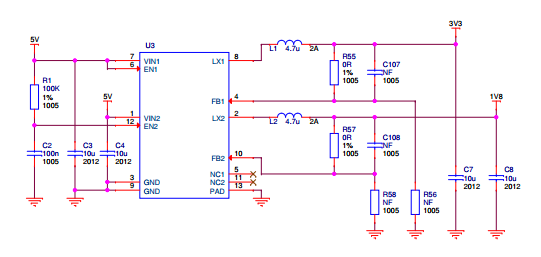 3V3
5V
U3
7
VIN1
LX1
8
L1
4.7u
2A
6
EN1
R1
100K
1%
1005
R55
0R
1%
1005
C107
NF
1005
5V
FB1
4
1V8
1
VIN2
LX2
2
L2
4.7u
2A
12
EN2
R57
0R
1%
1005
C108
NF
1005
C2
100n
1005
C3
10u
2012
C4
10u
2012
FB2
10
NC1
5
NC2
11
3
GND
9
GND
PAD
13
C7
10u
2012
C8
10u
2012
R58
NF
1005
R56
NF
1005